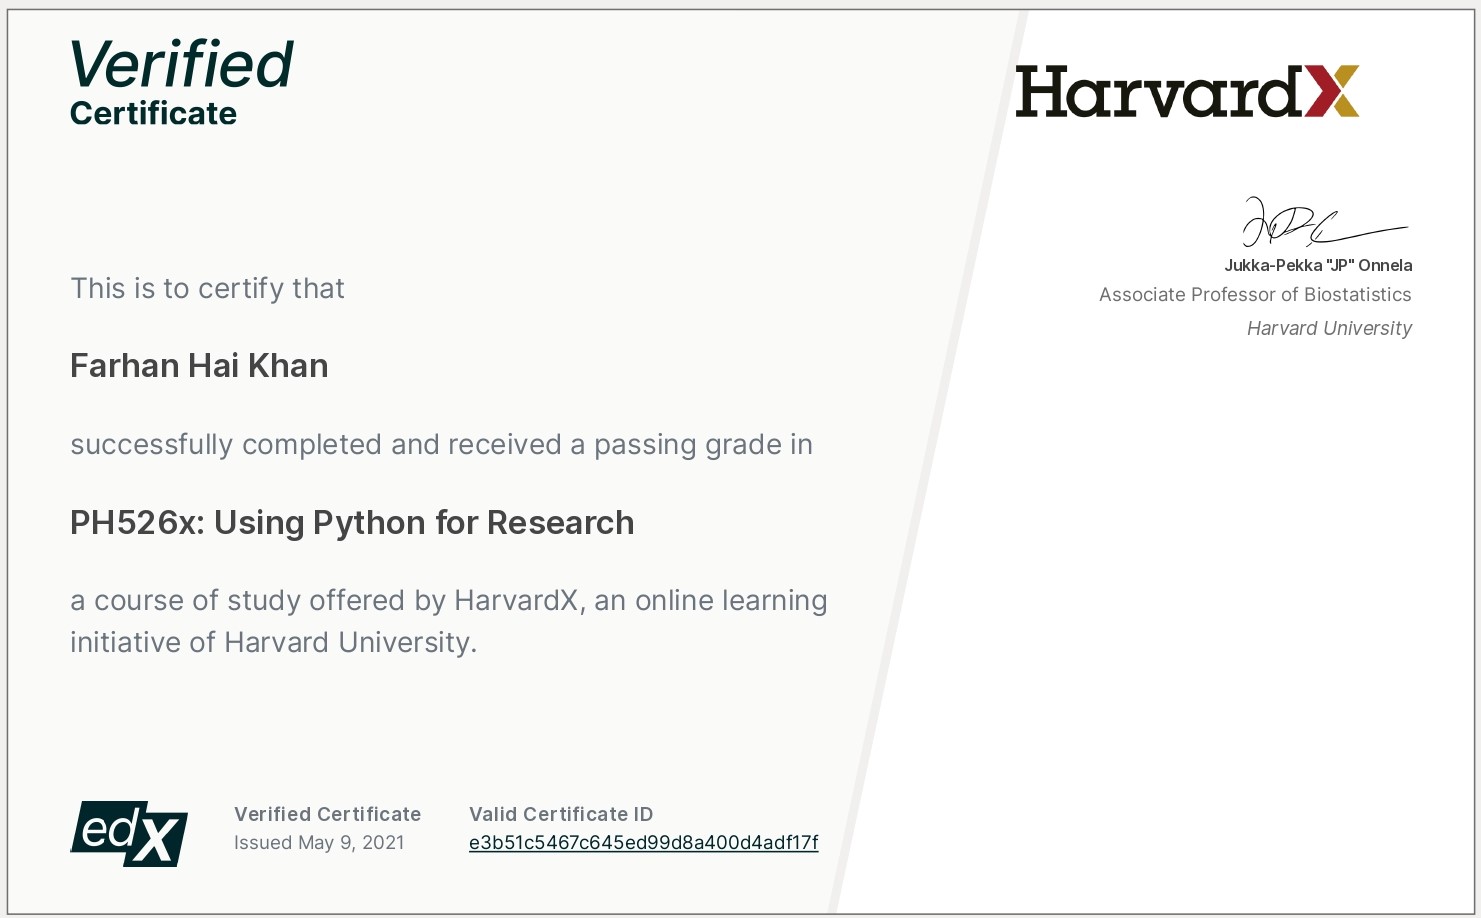 Verified
Certificate
HarvardX
Jukka-Pekka "JP" Onnela
Associate Professor of Biostatistics
Harvard University
This is to certify that
Farhan Hai Khan
successfully completed and received a passing grade in
PH526x: Using Python for Research
a course of study offered by HarvardX, an online learning
initiative of Harvard University.
edX
Verified Certificate
Issued May 9, 2021
Valid Certificate ID
e3b51c5467c645ed99d8a400d4adf17f